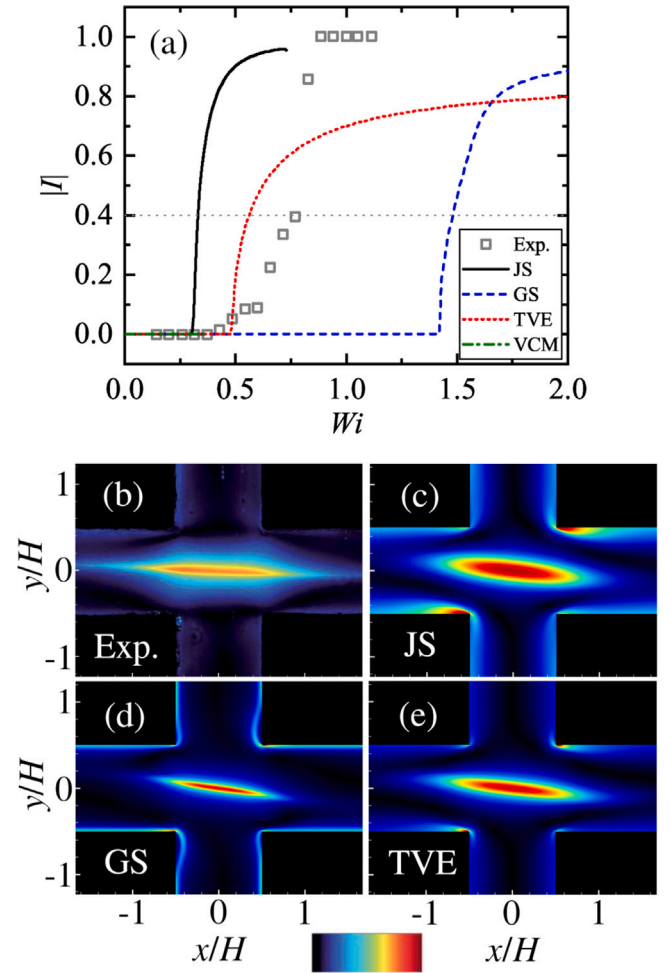 (a)
1.0
0.8
0.6
0.4
0.2
0.0
|I|
Exp.
JS
GS
TVE
VCM
0.0 0.5 1.0 1.5 2.0
Wi
(b) (c)
1
0
-1
y/H
Exp. JS
(d) (e)
1
0
-1
y/H
GS TVE
-1 0 1 -1 0 1
x/H x/H